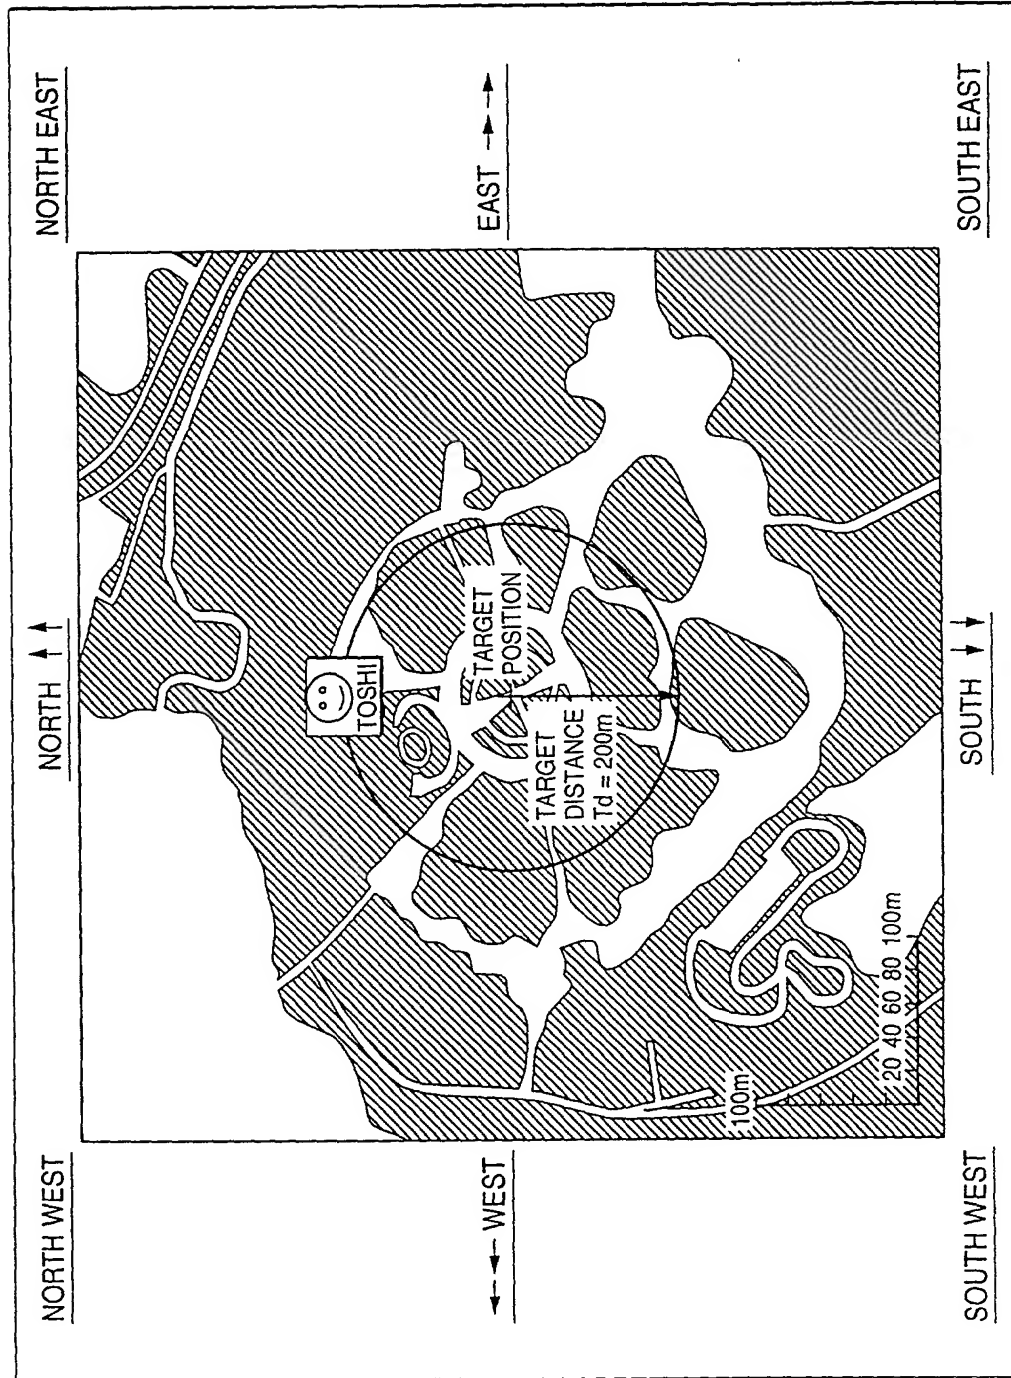 NORTH WEST
NORTH
NORTH EAST
WEST
EAST
TOSHI
TARGET
POSITION
TARGET
DISTANCE
Td = 200m
100m
20 40 60 80 100m
SOUTH WEST
SOUTH
SOUTH EAST